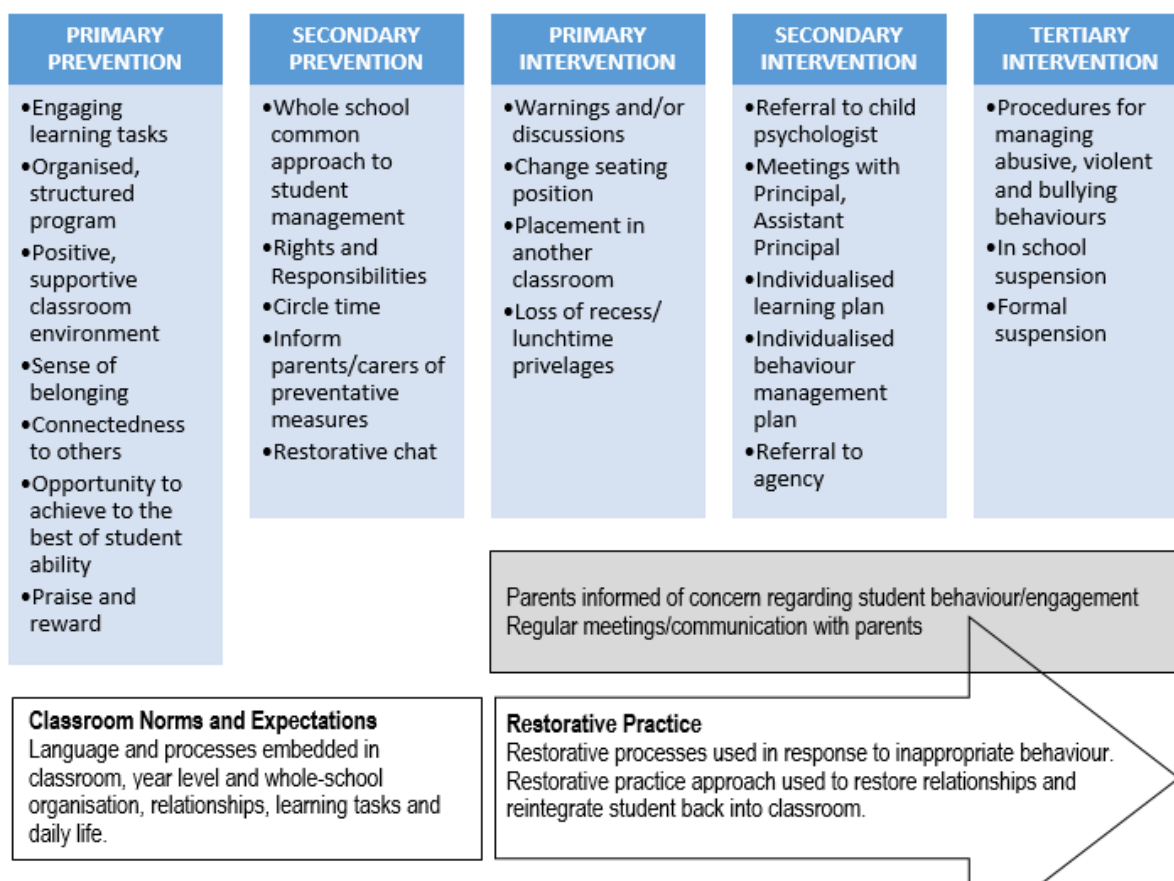 PRIMARY
PREVENTION
•Engaging
learning tasks
•Organised,
structured
program
•Positive,
supportive
classroom
environment
•Sense of
belonging
•Connectedness
to others
•Opportunity to
achieve to the
best of student
ability
•Praise and
reward
SECONDARY
PREVENTION
•Whole school
common
approach to
student
management
•Rights and
Responsibilities
•Circle time
•Inform
parents/carers of
preventative
measures
•Restorative chat
PRIMARY
INTERVENTION
•Warnings and/or
discussions
•Change seating
position
•Placement in
another
classroom
•Loss of recess/
lunchtime
privelages
SECONDARY
INTERVENTION
•Referral to child
psychologist
•Meetings with
Principal,
Assistant
Principal
•Individualised
learning plan
•Individualised
behaviour
management
plan
•Referral to
agency
TERTIARY
INTERVENTION
•Procedures for
managing
abusive, violent
and bullying
behaviours
•In school
suspension
•Formal
suspension
Parents informed of concern regarding student behaviour/engagement
Regular meetings/communication with parents
Classroom Norms and Expectations
Language and processes embedded in
classroom, year level and whole-school
organisation, relationships, learning tasks and
daily life.
Restorative Practice
Restorative processes used in response to inappropriate behaviour.
Restorative practice approach used to restore relationships and
reintegrate student back into classroom.